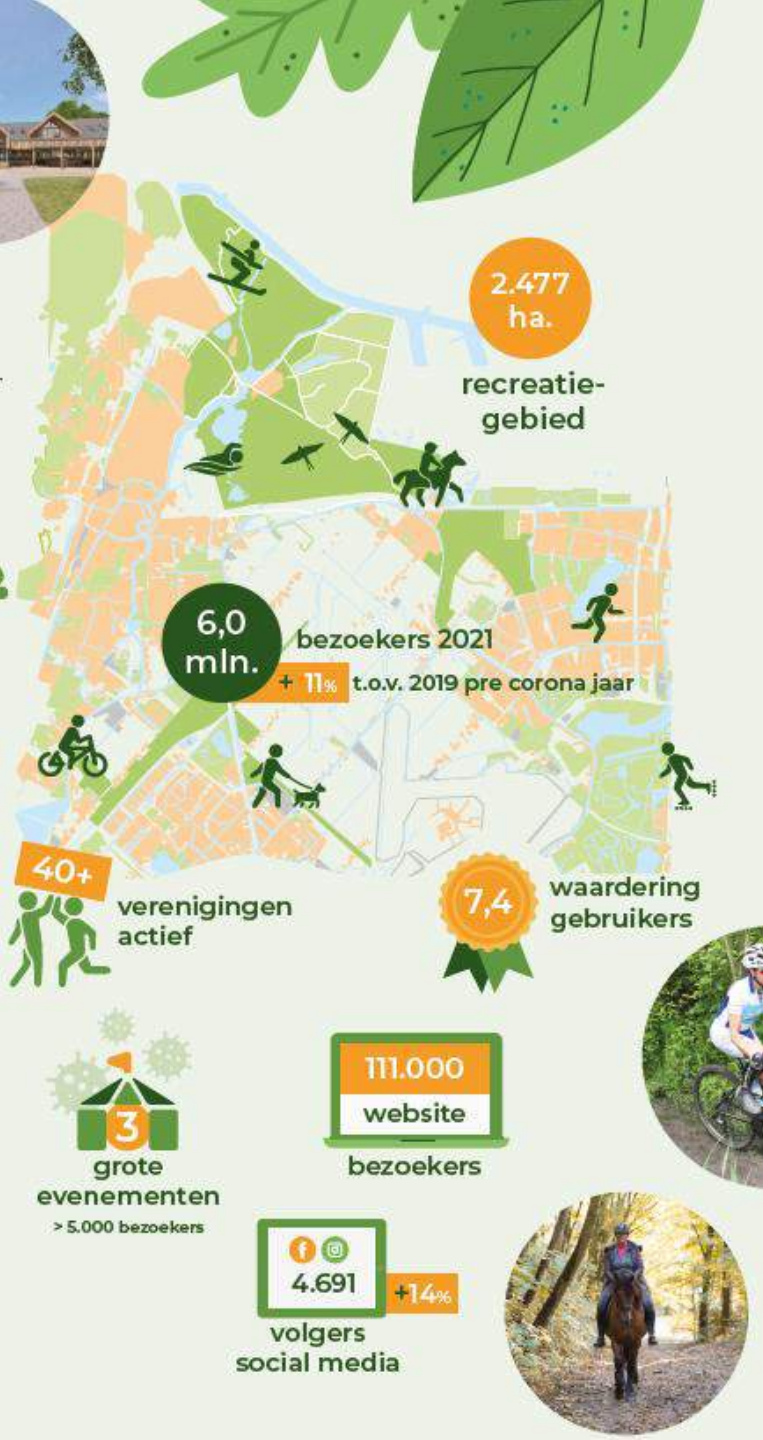 2.477
ha.
recreatie-
gebied
6,0
mln.
bezoekers 2021
+ 11% t.o.v. 2019 pre corona jaar
40+
verenigingen
actief
7,4
waardering
gebruikers
3
grote
evenementen
> 5.000 bezoekers
111.000
website
bezoekers
4.691
+14%
volgers
social media